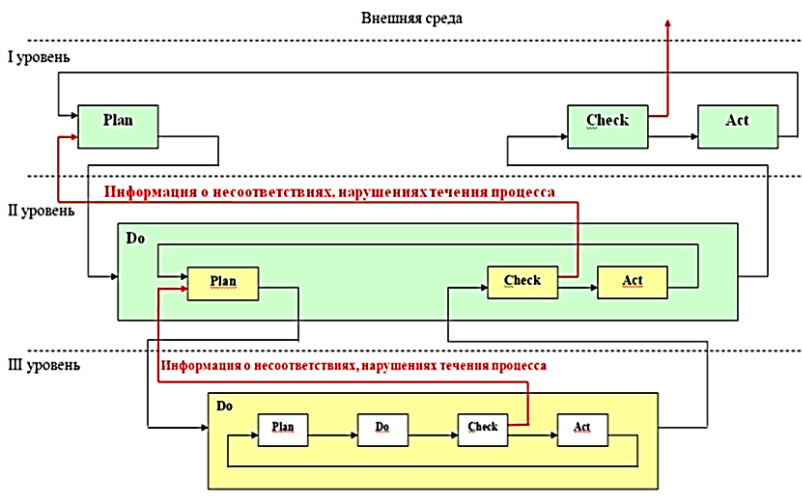 Внешняя среда
I уровень
Plan
Check
Act
Информация о несоответствиях, нарушениях течения процесса
II уровень
Do
Plan
Check
Act
III уровень
Информация о несоответствиях, нарушениях течения процесса
Do
Plan
Do
Check
Act